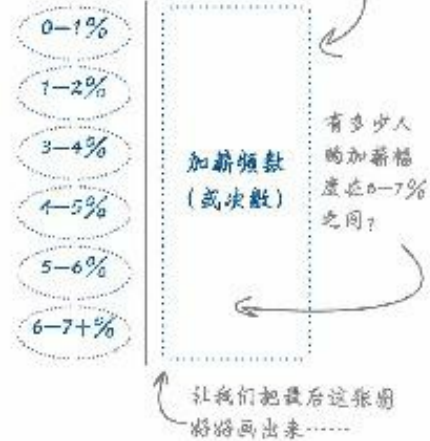 0—1%
1—2%
3—4%
4—5%
5—6%
6—7+%
加薪频数
(或次数)
有多少人
的加薪幅
度在6—7%
之间？
让我们把最后这张图
好好画出来……